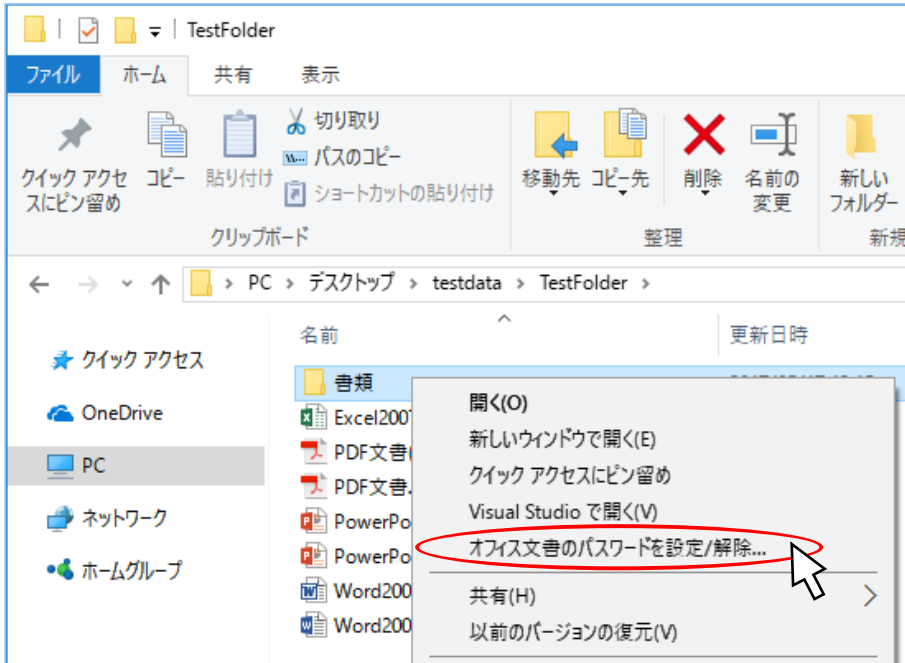 TestFolder
ファイル ホーム 共有 表示
クイック アクセ
スにピン留め
コピー
貼り付け
切り取り
パスのコピー
ショートカットの貼り付け
移動先
コピー先
削除
名前の
変更
新しい
フォルダー
クリップボード
整理
新規
PC デスクトップ testdata TestFolder
名前
更新日時
クイック アクセス
OneDrive
PC
ネットワーク
ホームグループ
書類
Excel2007
PDF文書(
PDF文書.
PowerPo
PowerPo
Word200
Word200
開く(O)
新しいウィンドウで開く(E)
クイック アクセスにピン留め
Visual Studio で開く(V)
オフィス文書のパスワードを設定/解除...
共有(H)
以前のバージョンの復元(V)